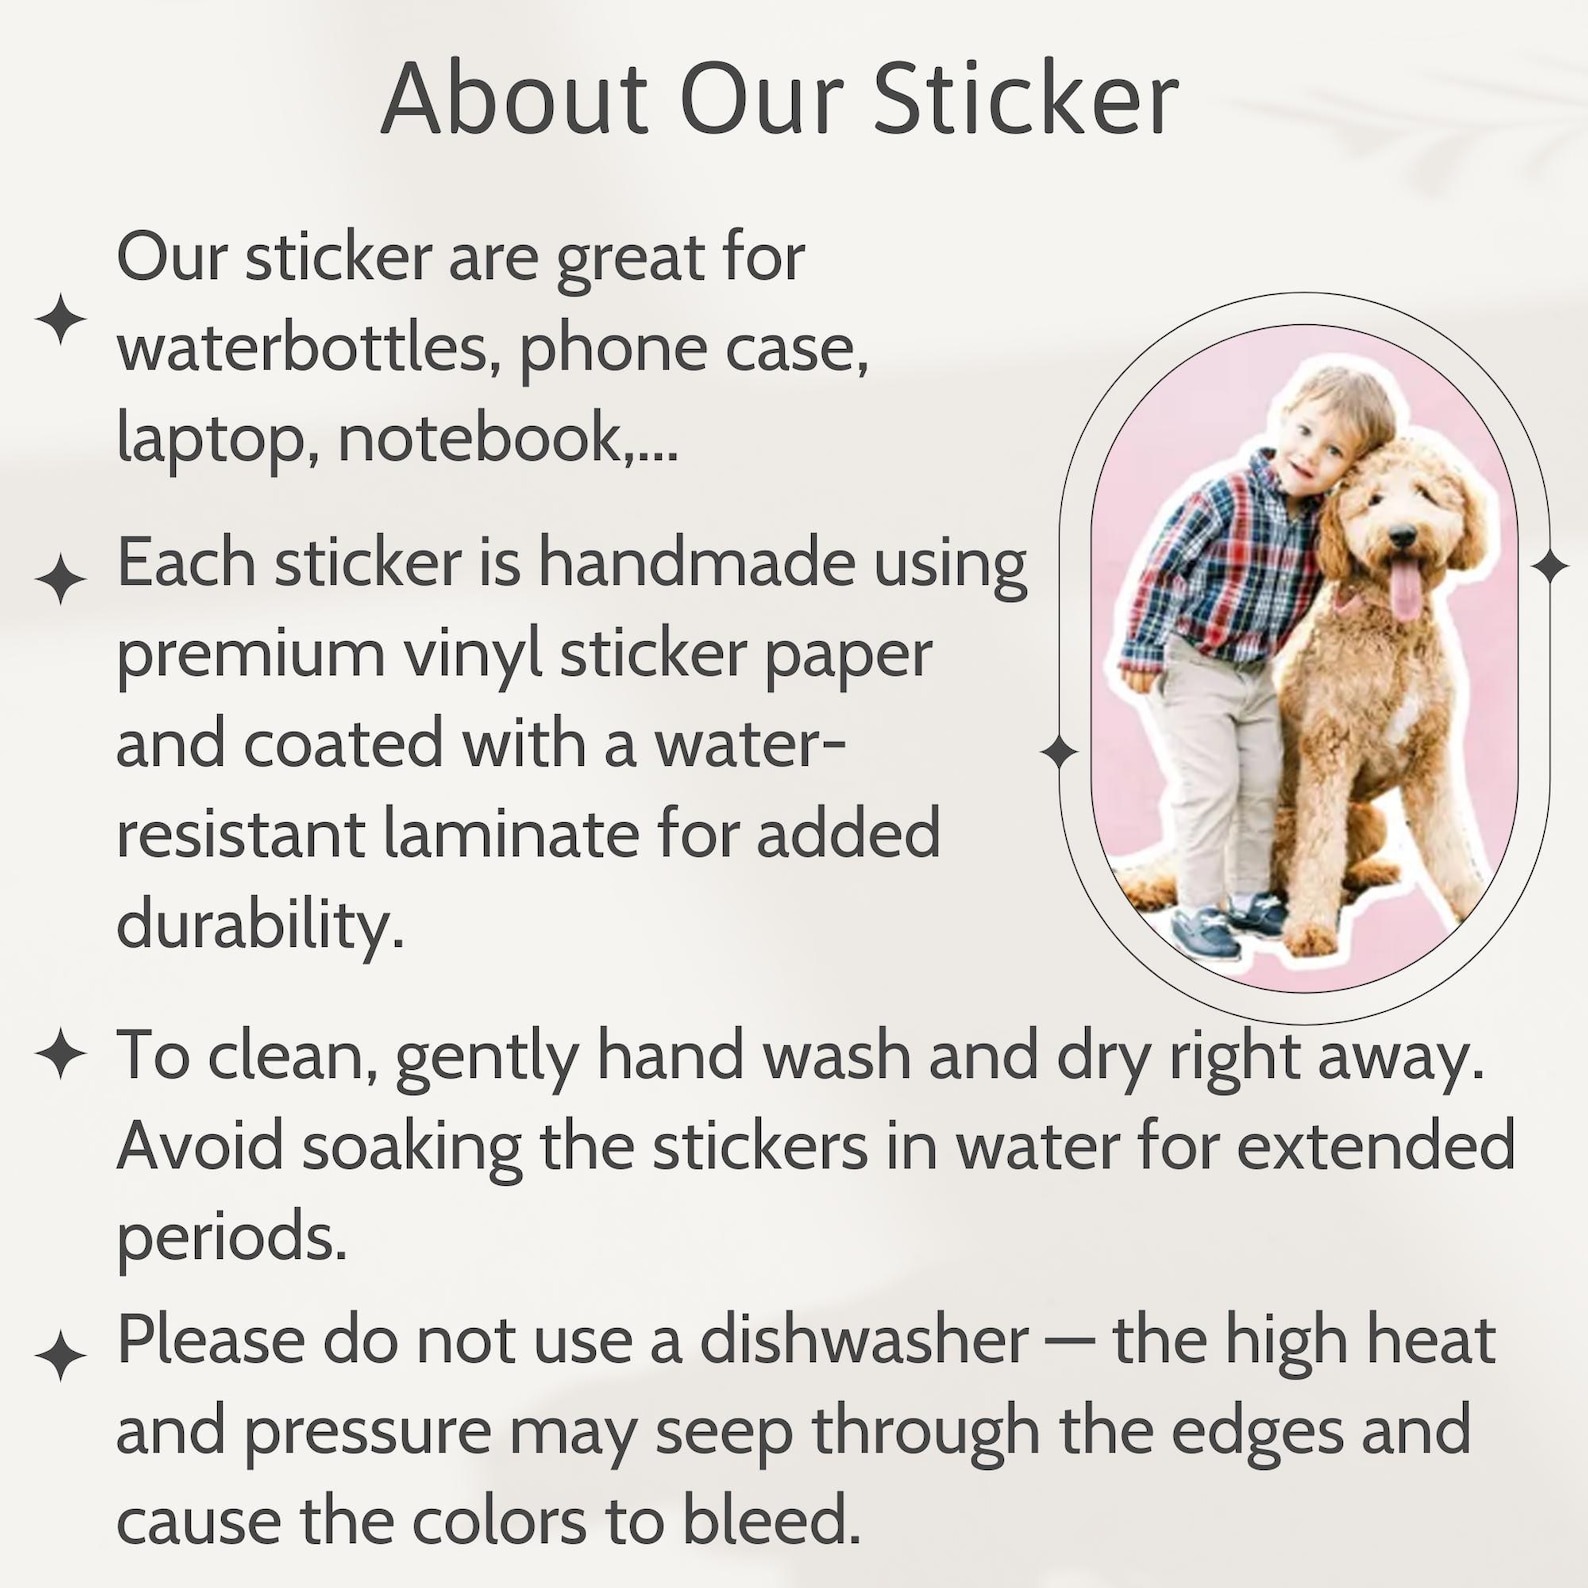 About Our Sticker
Our sticker are great for
waterbottles, phone case,
laptop, notebook,...
Each sticker is handmade using
premium vinyl sticker paper
and coated with a water-
resistant laminate for added
durability.
To clean, gently hand wash and dry right away.
Avoid soaking the stickers in water for extended
periods.
Please do not use a dishwasher — the high heat
and pressure may seep through the edges and
cause the colors to bleed.